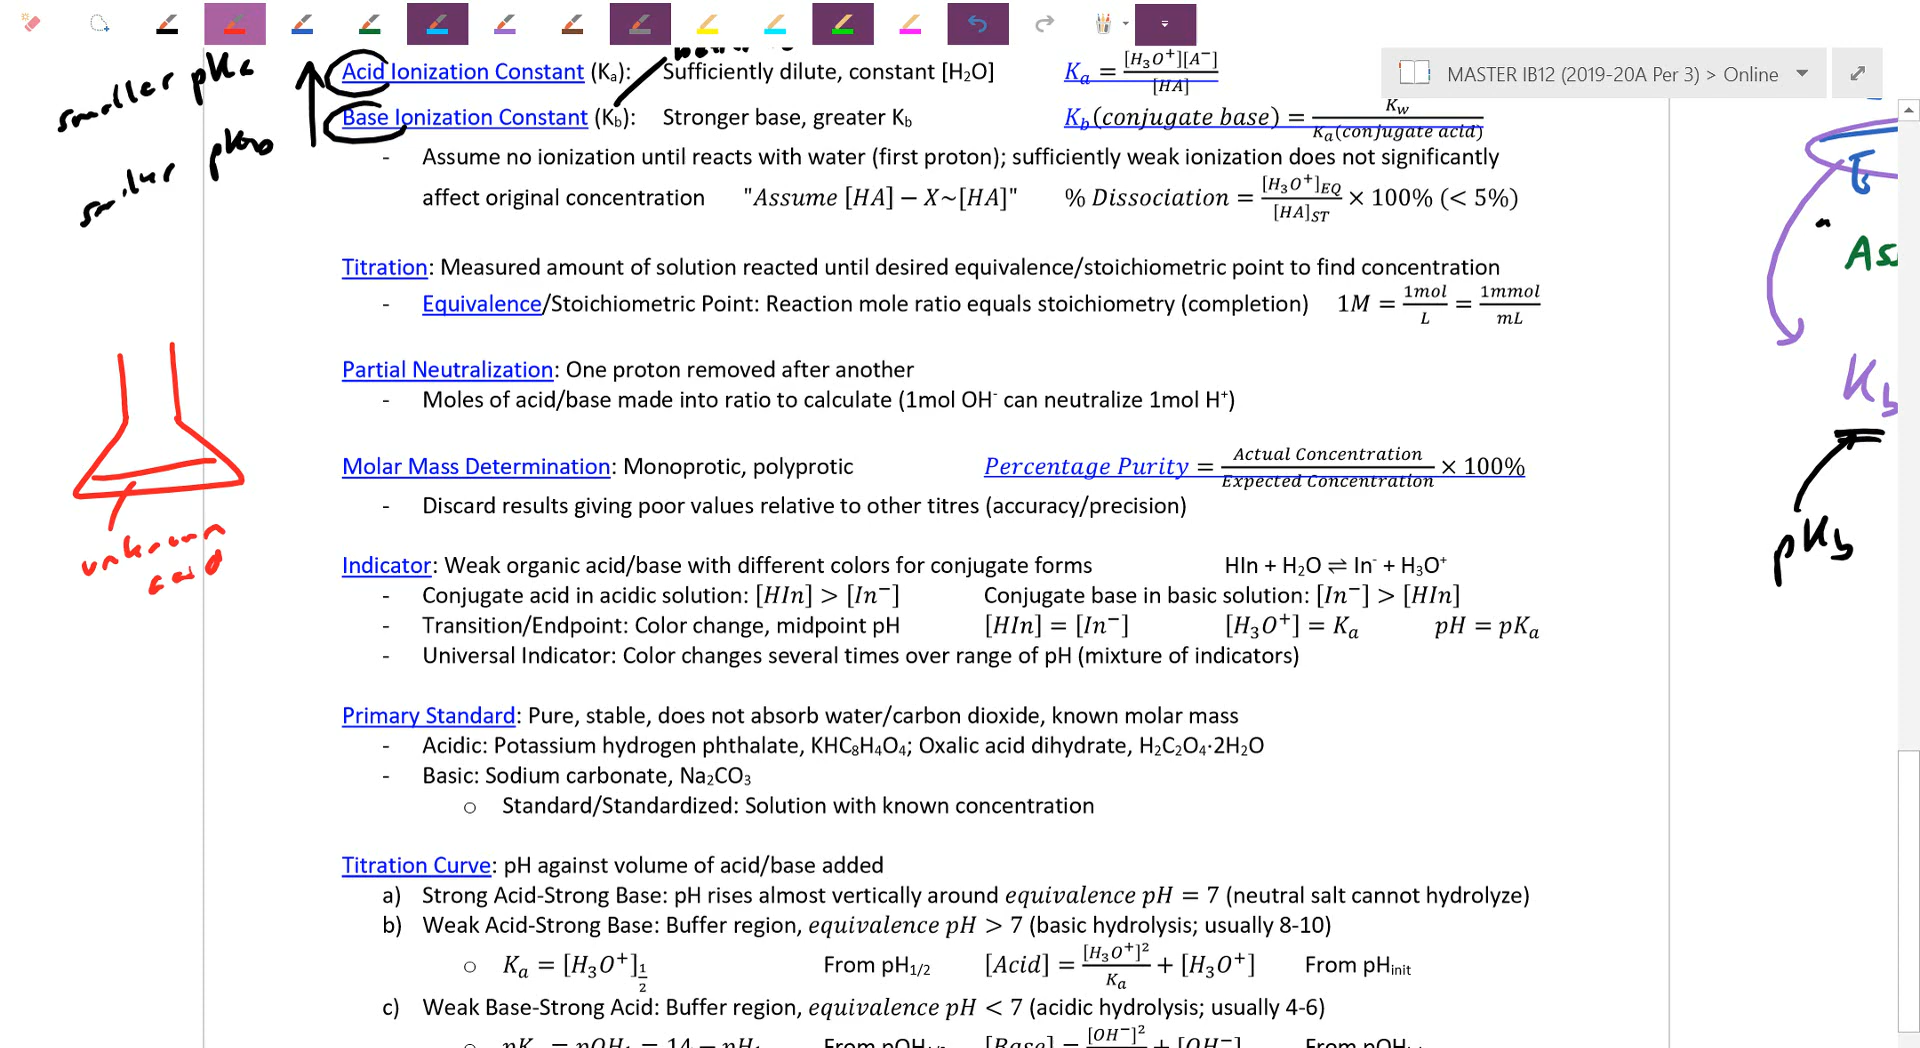 MASTER IB12 (2019-20A Per 3) > Online
smaller pKa
Acid Ionization Constant (Kₐ): Sufficiently dilute, constant [H2O] Kₐ = [H₃O⁺][A⁻] / [HA]
Base Ionization Constant (K_b): Stronger base, greater K_b K_b(conjugate base) = K_w / Kₐ(conjugate acid)
- Assume no ionization until reacts with water (first proton); sufficiently weak ionization does not significantly
affect original concentration "Assume [HA] − X~[HA]" % Dissociation = [H₃O⁺]_EQ / [HA]_ST × 100% (< 5%)
Titration: Measured amount of solution reacted until desired equivalence/stoichiometric point to find concentration
- Equivalence/Stoichiometric Point: Reaction mole ratio equals stoichiometry (completion) 1M = 1mol / L = 1mmol / mL
Partial Neutralization: One proton removed after another
- Moles of acid/base made into ratio to calculate (1mol OH⁻ can neutralize 1mol H⁺)
Molar Mass Determination: Monoprotic, polyprotic Percentage Purity = Actual Concentration / Expected Concentration × 100%
- Discard results giving poor values relative to other titres (accuracy/precision)
unknown
acid
Indicator: Weak organic acid/base with different colors for conjugate forms HIn + H₂O ⇌ In⁻ + H₃O⁺
- Conjugate acid in acidic solution: [HIn] > [In⁻] Conjugate base in basic solution: [In⁻] > [HIn]
- Transition/Endpoint: Color change, midpoint pH [HIn] = [In⁻] [H₃O⁺] = Kₐ pH = pKₐ
- Universal Indicator: Color changes several times over range of pH (mixture of indicators)
Primary Standard: Pure, stable, does not absorb water/carbon dioxide, known molar mass
- Acidic: Potassium hydrogen phthalate, KHC₈H₄O₄; Oxalic acid dihydrate, H₂C₂O₄·2H₂O
- Basic: Sodium carbonate, Na₂CO₃
○ Standard/Standardized: Solution with known concentration
Titration Curve: pH against volume of acid/base added
a) Strong Acid-Strong Base: pH rises almost vertically around equivalence pH = 7 (neutral salt cannot hydrolyze)
b) Weak Acid-Strong Base: Buffer region, equivalence pH > 7 (basic hydrolysis; usually 8-10)
○ Kₐ = [H₃O⁺]_1/2 From pH₁/₂ [Acid] = [H₃O⁺]² / Kₐ + [H₃O⁺] From pH_init
c) Weak Base-Strong Acid: Buffer region, equivalence pH < 7 (acidic hydrolysis; usually 4-6)
As
K_b
pK_b